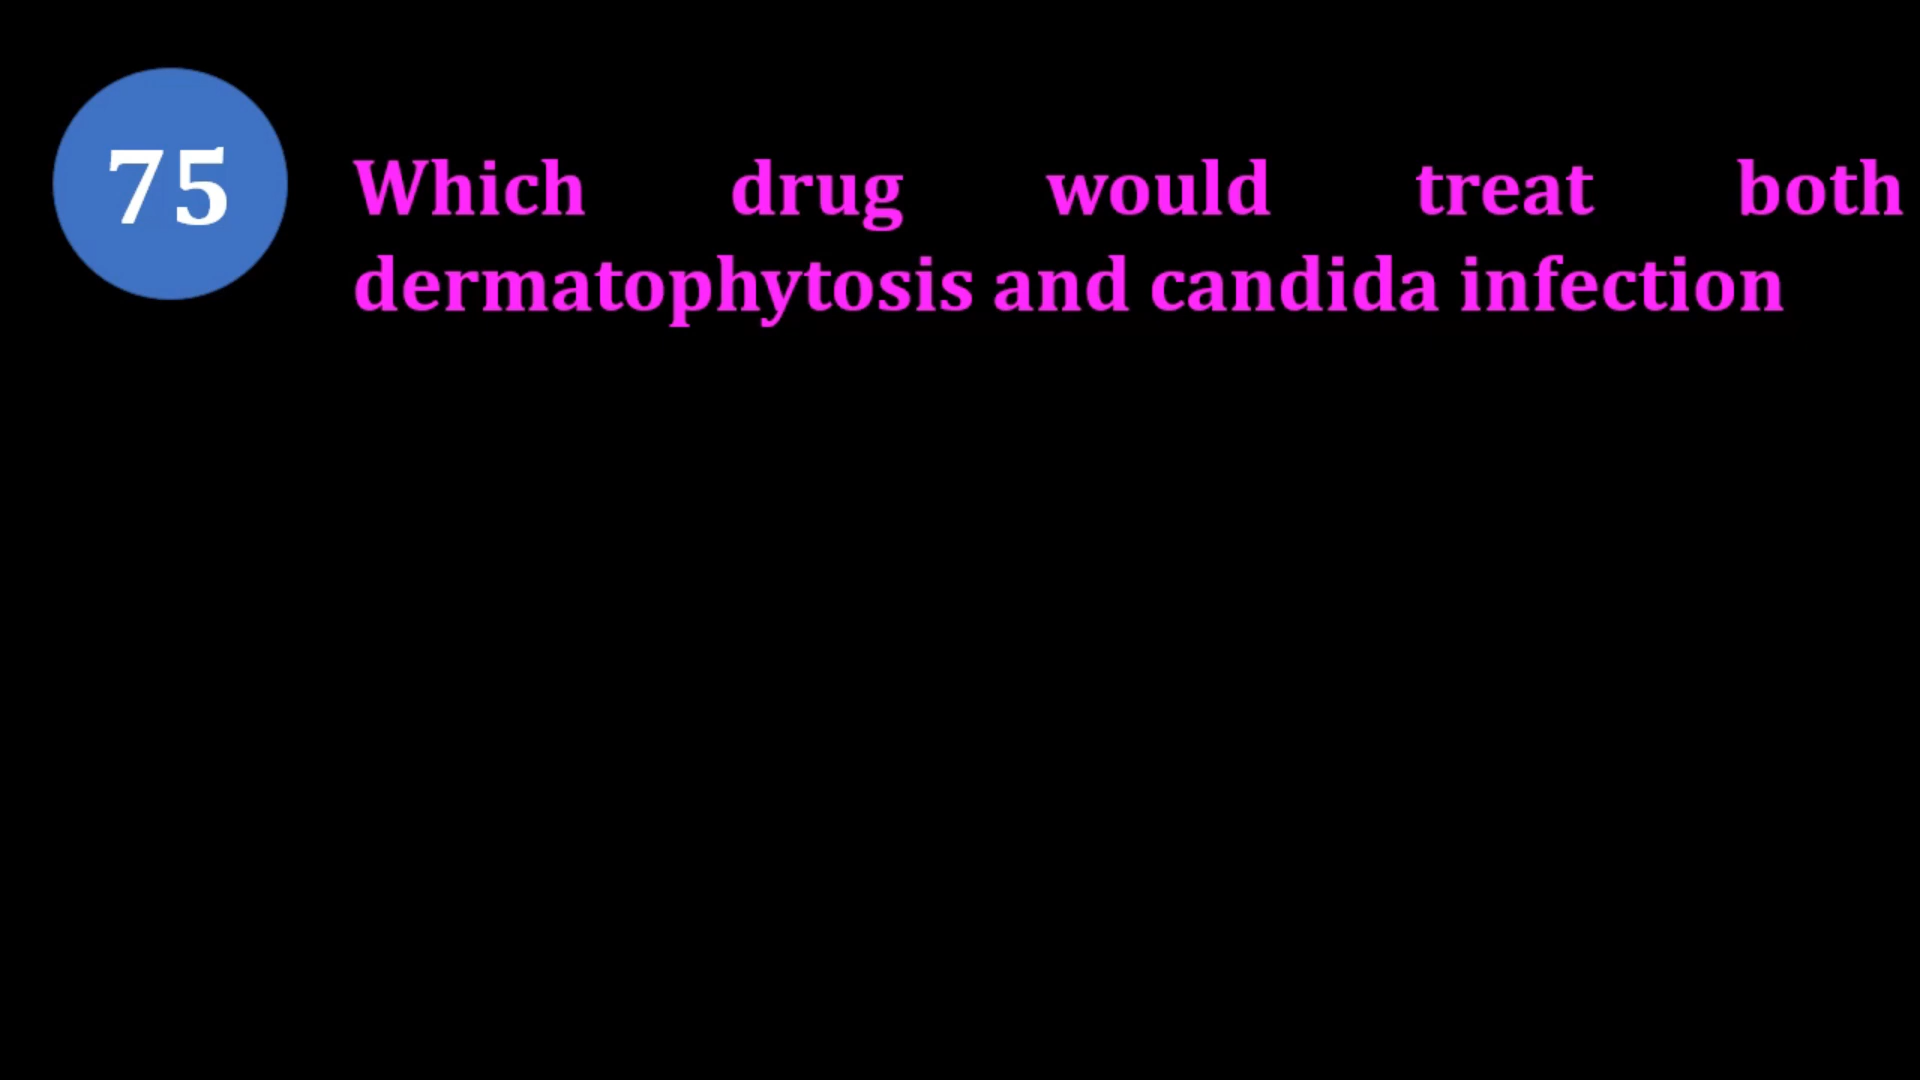 75
Which drug would treat both
dermatophytosis and candida infection